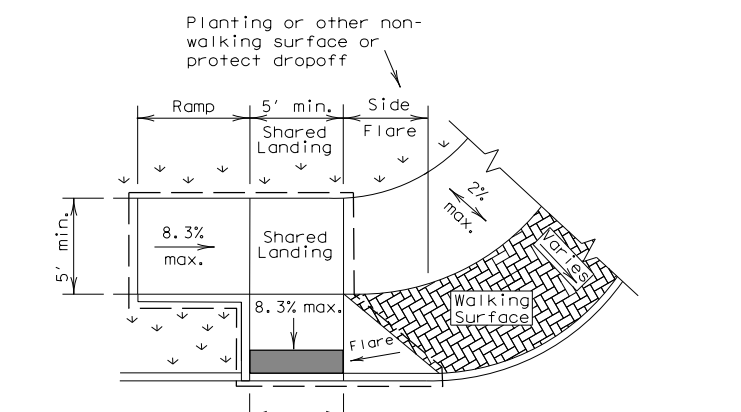 Planting or other non-
walking surface or
protect dropoff
Ramp
5' min.
Side
Shared
Landing
Flare
2%
max.
5' min.
8.3%
max.
Shared
Landing
Varies
8.3% max.
Walking
Surface
Flare